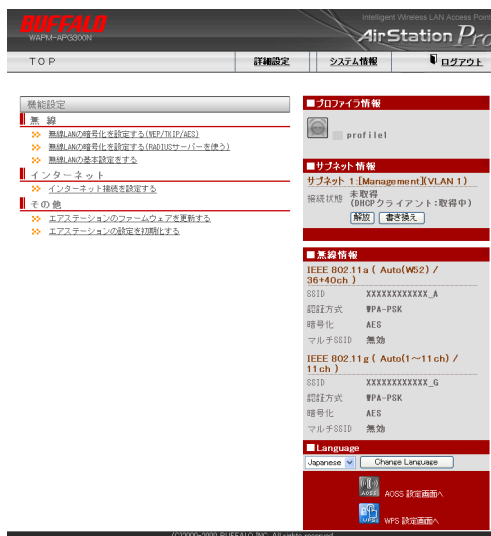 BUFFALO
WAPM-APG300N
Intelligent Wireless LAN Access Point
AirStation Pro
TOP
詳細設定
システム情報
ログアウト
機能設定
無線
無線LANの暗号化を設定する(WEP/TKIP/AES)
無線LANの暗号化を設定する(RADIUSサーバーを使う)
無線LANの基本設定をする
インターネット
インターネット接続を設定する
その他
エアステーションのファームウェアを更新する
エアステーションの設定を初期化する
■プロファイラ情報
profile1
■サブネット情報
サブネット 1:[Management](VLAN 1)
接続状態 未取得
(DHCPクライアント:取得中)
解放 書き換え
■無線情報
IEEE 802.11a ( Auto(W52) /
36+40ch )
SSID XXXXXXXXXXXX_A
認証方式 WPA-PSK
暗号化 AES
マルチSSID 無効
IEEE 802.11g ( Auto(1～11ch) /
11ch )
SSID XXXXXXXXXXXX_G
認証方式 WPA-PSK
暗号化 AES
マルチSSID 無効
■Language
Japanese Change Language
AOSS AOSS 設定画面へ
WPS WPS 設定画面へ
(C)2000-2009 BUFFALO INC. All rights reserved.